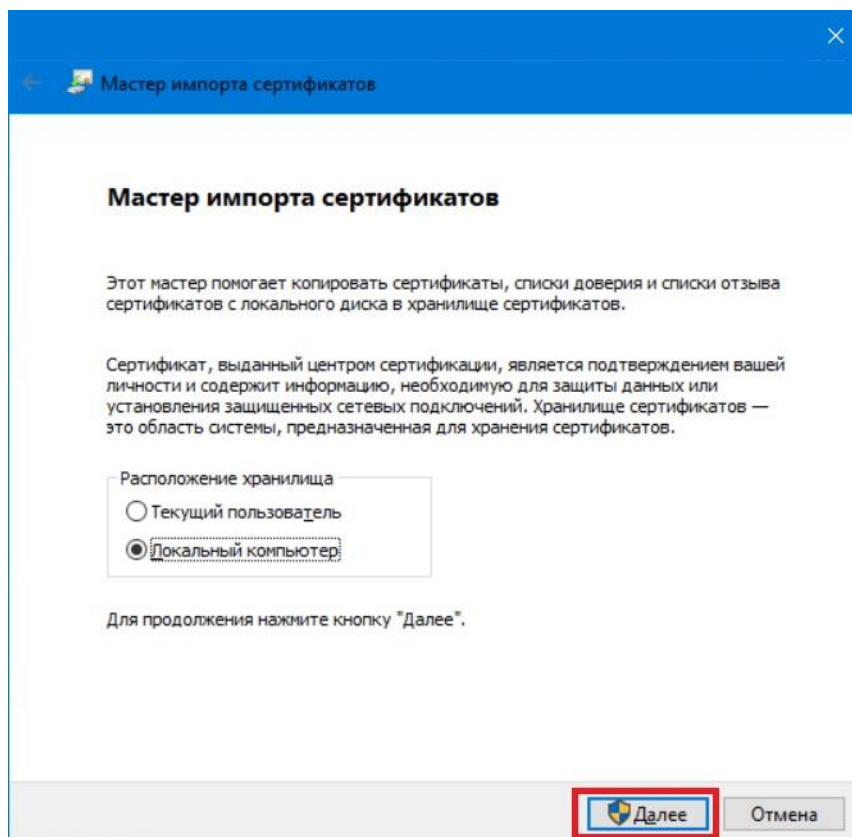 Мастер импорта сертификатов
Мастер импорта сертификатов
Этот мастер помогает копировать сертификаты, списки доверия и списки отзыва
сертификатов с локального диска в хранилище сертификатов.
Сертификат, выданный центром сертификации, является подтверждением вашей
личности и содержит информацию, необходимую для защиты данных или
установления защищенных сетевых подключений. Хранилище сертификатов —
это область системы, предназначенная для хранения сертификатов.
Расположение хранилища
Текущий пользователь
Локальный компьютер
Для продолжения нажмите кнопку "Далее".
Далее
Отмена